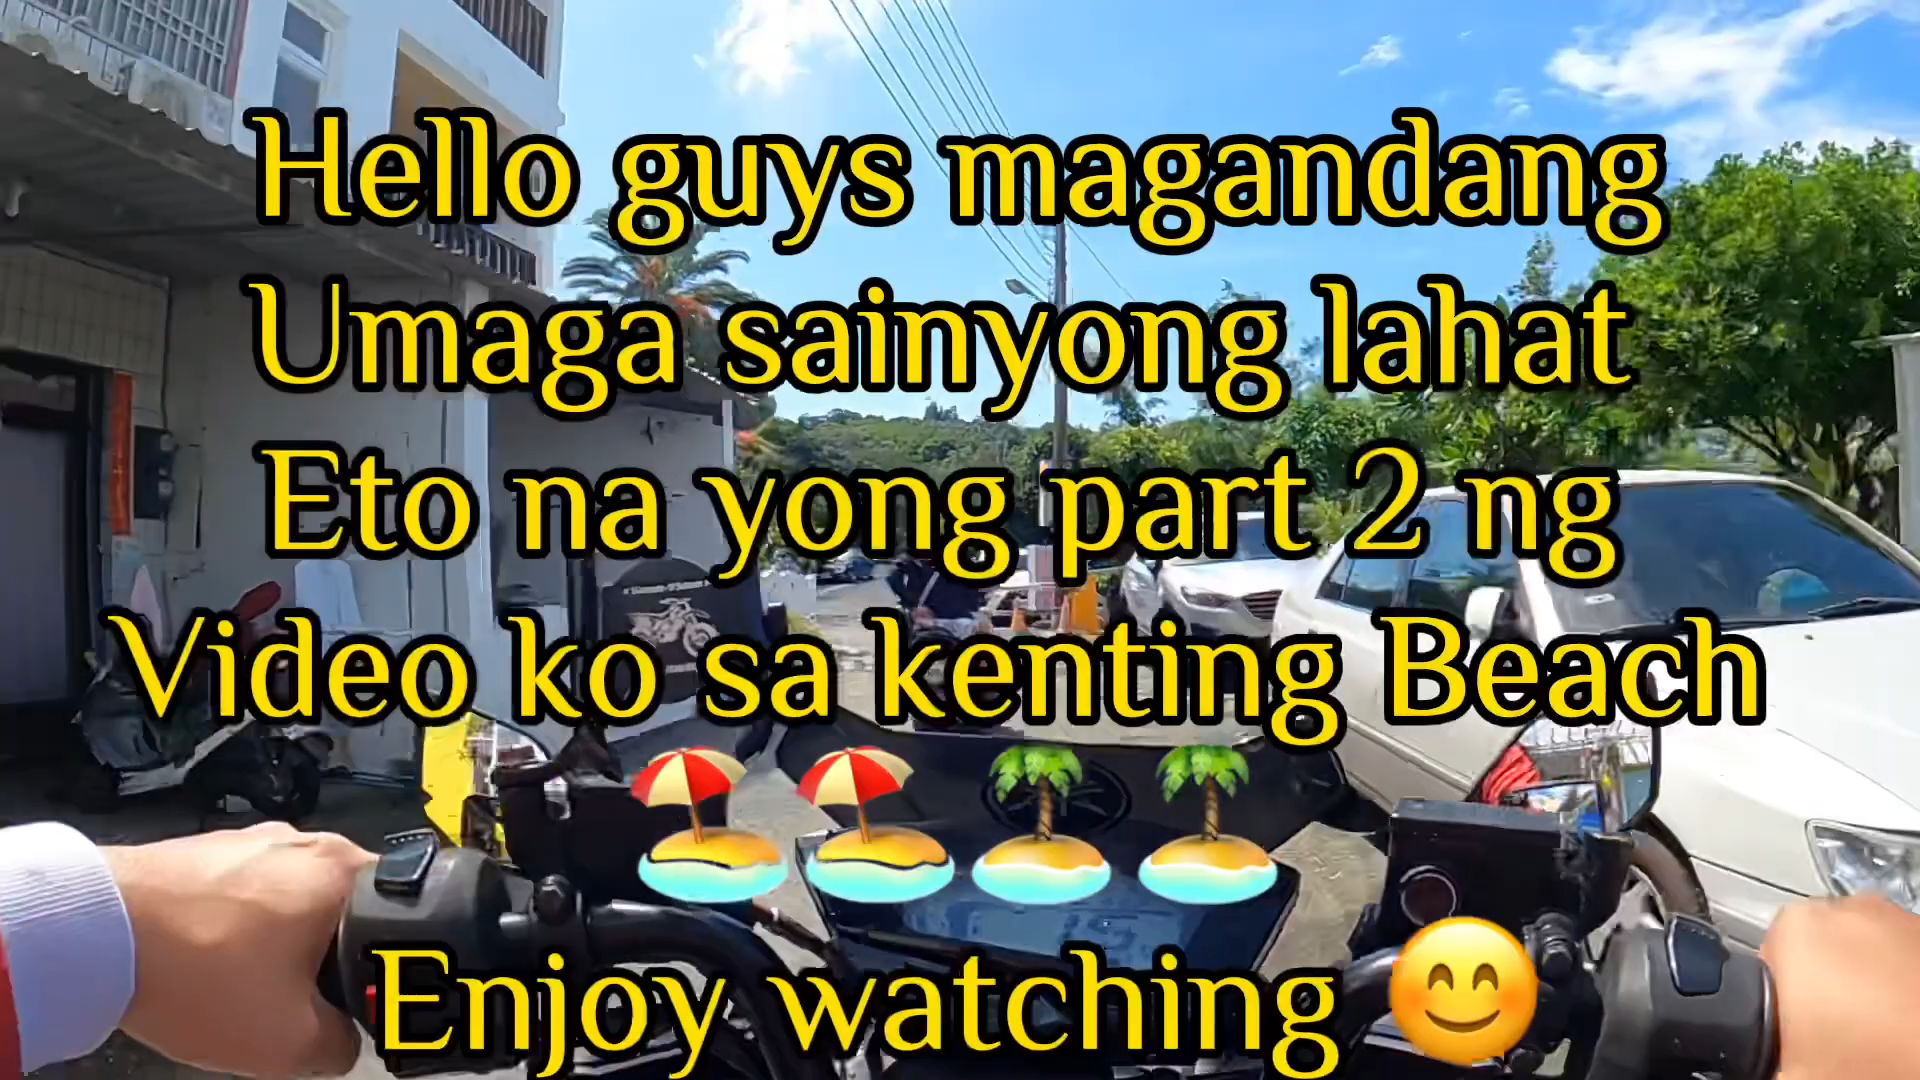 Hello guys magandang
Umaga sainyong lahat
Eto na yong part 2 ng
Video ko sa kenting Beach
🏖️🏖️🏝️🏝️
Enjoy watching 😊